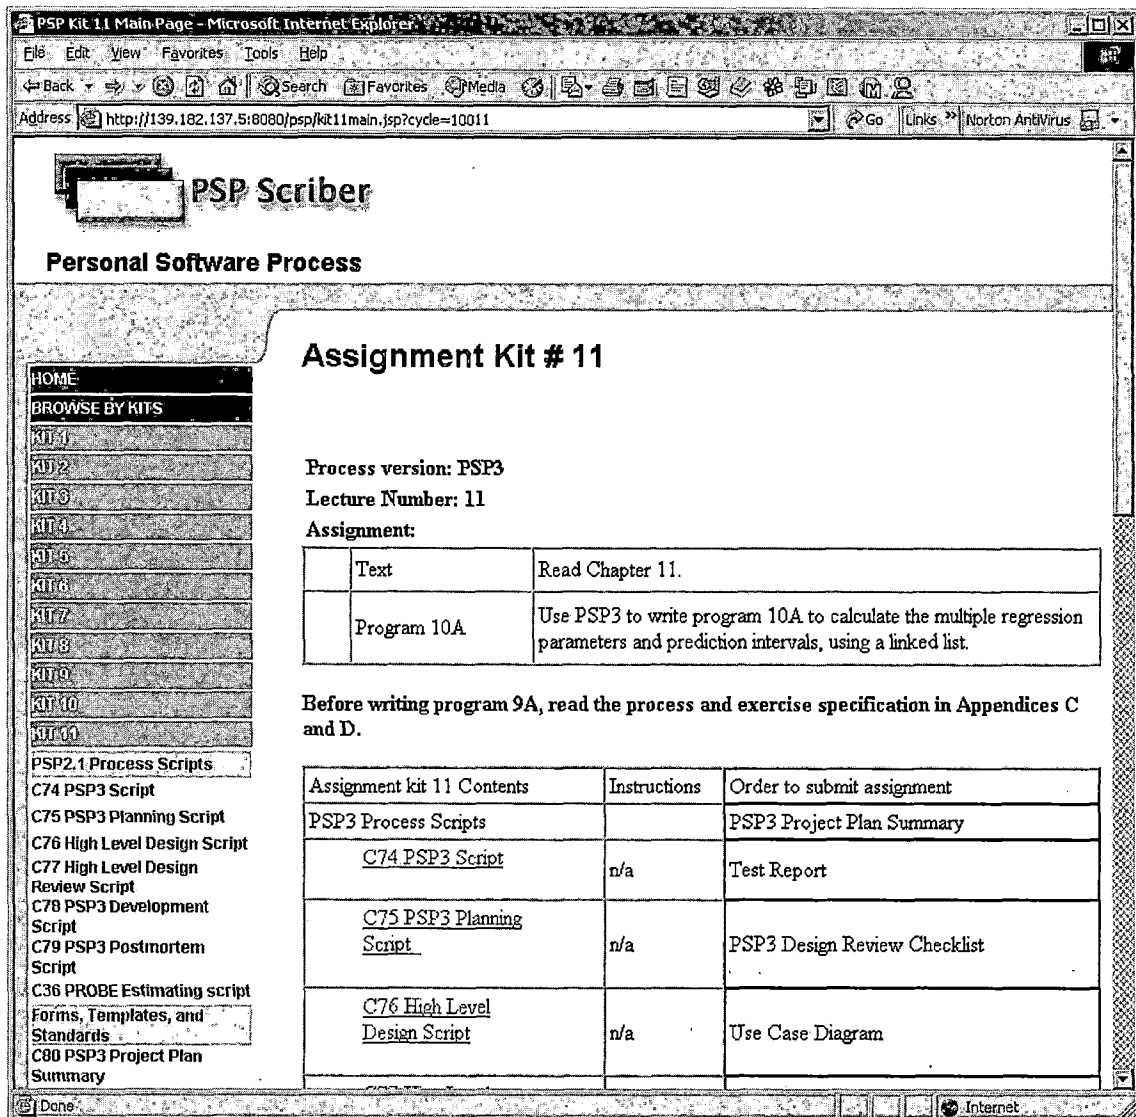 PSP Kit 11 Main Page - Microsoft Internet Explorer
File Edit View Favorites Tools Help
Back Search Favorites Media
Address http://139.182.137.5:8080/psp/kit11main.jsp?cycle=10011 Go Links » Norton AntiVirus
PSP Scriber
Personal Software Process
Assignment Kit # 11
HOME
BROWSE BY KITS
KIT 1
KIT 2
KIT 3
KIT 4
KIT 5
KIT 6
KIT 7
KIT 8
KIT 9
KIT 10
KIT 11
PSP2.1 Process Scripts
C74 PSP3 Script
C75 PSP3 Planning Script
C76 High Level Design Script
C77 High Level Design
Review Script
C78 PSP3 Development
Script
C79 PSP3 Postmortem
Script
C36 PROBE Estimating script
Forms, Templates, and
Standards
C80 PSP3 Project Plan
Summary
Process version: PSP3
Lecture Number: 11
Assignment:
Text Read Chapter 11.
Program 10A Use PSP3 to write program 10A to calculate the multiple regression
parameters and prediction intervals, using a linked list.
Before writing program 9A, read the process and exercise specification in Appendices C
and D.
Assignment kit 11 Contents Instructions Order to submit assignment
PSP3 Process Scripts PSP3 Project Plan Summary
C74 PSP3 Script n/a Test Report
C75 PSP3 Planning
Script n/a PSP3 Design Review Checklist
C76 High Level
Design Script n/a Use Case Diagram
Done Internet